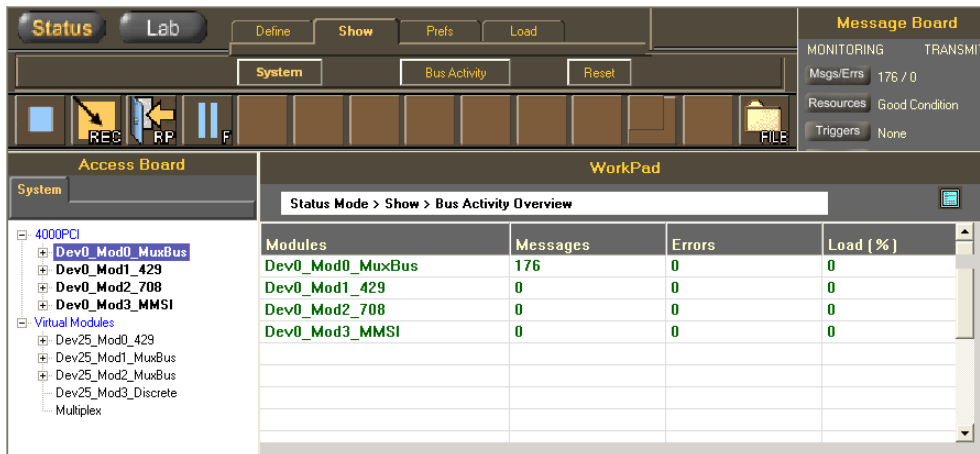 Status Lab Define Show Prefs Load
System Bus Activity Reset
REC RP F FILE
Message Board
MONITORING TRANSMI
Msgs/Errs 176 / 0
Resources Good Condition
Triggers None
Access Board
System
4000PCI
Dev0_Mod0_MuxBus
Dev0_Mod1_429
Dev0_Mod2_708
Dev0_Mod3_MMSI
Virtual Modules
Dev25_Mod0_429
Dev25_Mod1_MuxBus
Dev25_Mod2_MuxBus
Dev25_Mod3_Discrete
Multiplex
WorkPad
Status Mode > Show > Bus Activity Overview
Modules Messages Errors Load (%)
Dev0_Mod0_MuxBus 176 0 0
Dev0_Mod1_429 0 0 0
Dev0_Mod2_708 0 0 0
Dev0_Mod3_MMSI 0 0 0